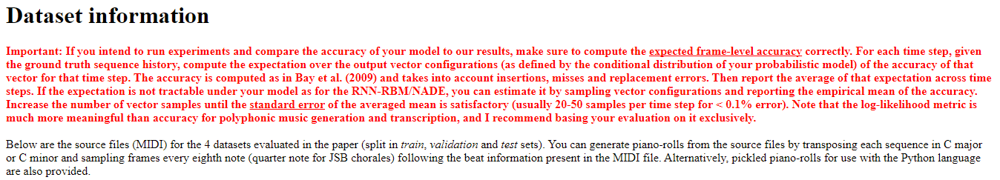 Dataset information
Important: If you intend to run experiments and compare the accuracy of your model to our results, make sure to compute the expected frame-level accuracy correctly. For each time step, given
the ground truth sequence history, compute the expectation over the output vector configurations (as defined by the conditional distribution of your probabilistic model) of the accuracy of that
vector for that time step. The accuracy is computed as in Bay et al. (2009) and takes into account insertions, misses and replacement errors. Then report the average of that expectation across time
steps. If the expectation is not tractable under your model as for the RNN-RBM/NADE, you can estimate it by sampling vector configurations and reporting the empirical mean of the accuracy.
Increase the number of vector samples until the standard error of the averaged mean is satisfactory (usually 20-50 samples per time step for < 0.1% error). Note that the log-likelihood metric is
much more meaningful than accuracy for polyphonic music generation and transcription, and I recommend basing your evaluation on it exclusively.
Below are the source files (MIDI) for the 4 datasets evaluated in the paper (split in train, validation and test sets). You can generate piano-rolls from the source files by transposing each sequence in C major
or C minor and sampling frames every eighth note (quarter note for JSB chorales) following the beat information present in the MIDI file. Alternatively, pickled piano-rolls for use with the Python language
are also provided.